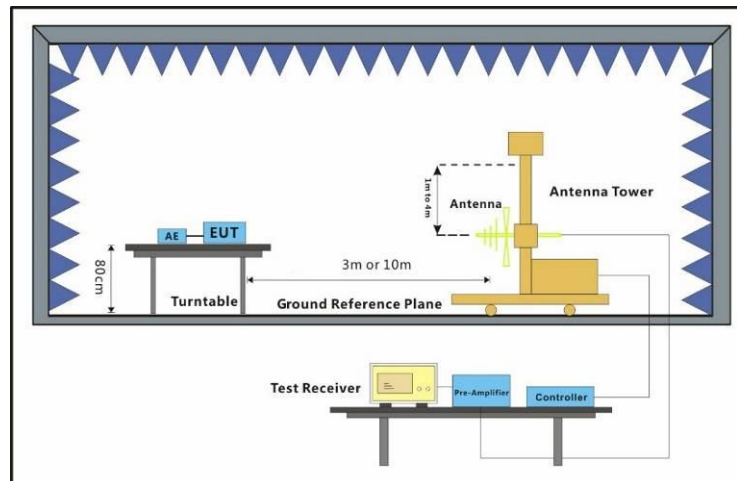 1m to 4m
Antenna
Antenna Tower
AE
EUT
80cm
3m or 10m
Turntable
Ground Reference Plane
Test Receiver
Pre-Amplifier
Controller